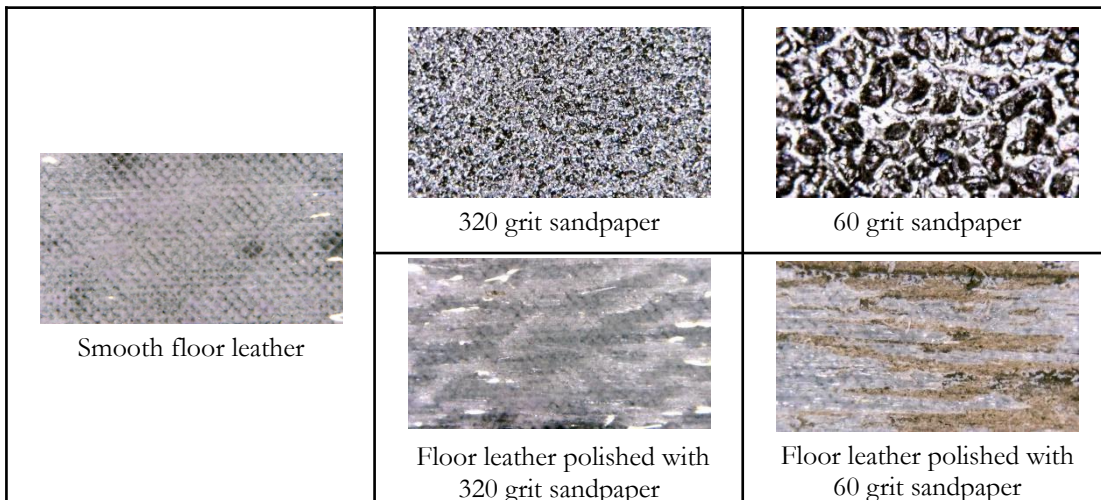 320 grit sandpaper
60 grit sandpaper
Smooth floor leather
Floor leather polished with
320 grit sandpaper
Floor leather polished with
60 grit sandpaper